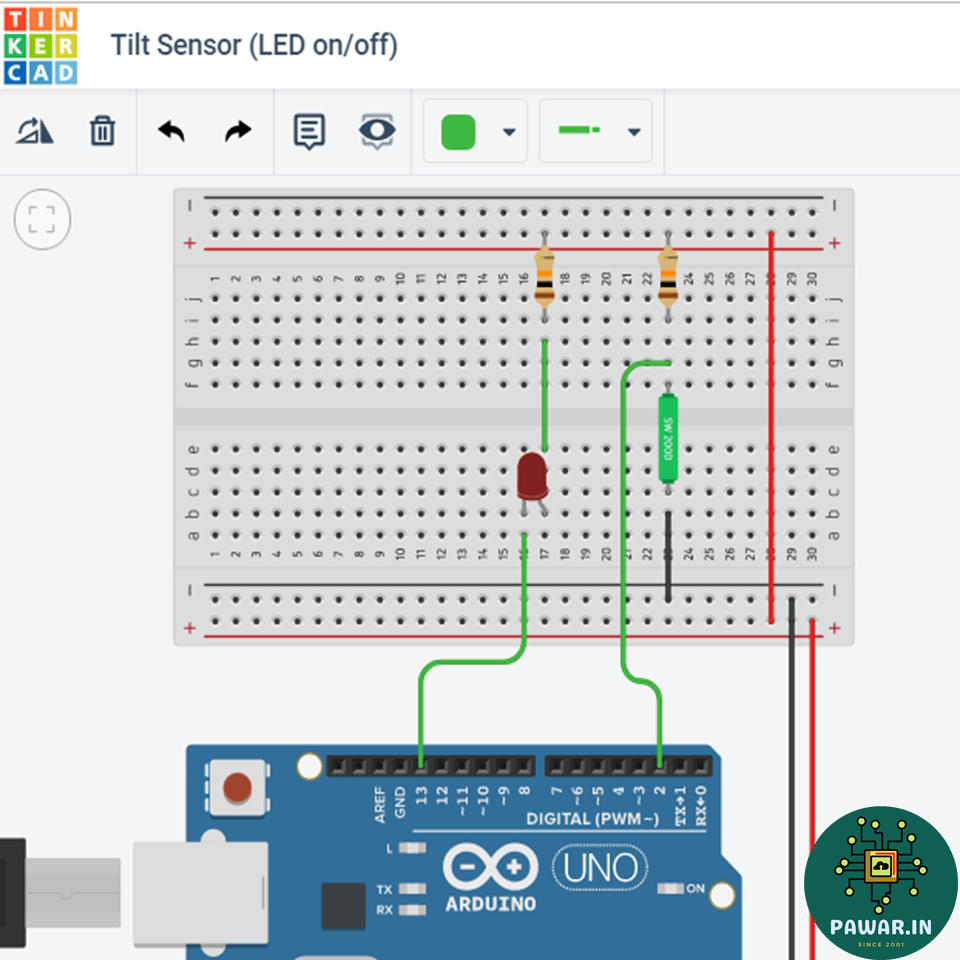 TIN
KER
CAD
Tilt Sensor (LED on/off)
− −
+ +
1 2 3 4 5 6 7 8 9 10 11 12 13 14 15 16 18 19 20 21 22 24 25 26 27 29 30
j j
i i
h h
g g
f f
SW 200D
e e
d d
c c
b b
a a
1 2 3 4 5 6 7 8 9 10 11 12 13 14 15 16 17 18 19 20 21 22 23 24 25 26 27 28 29 30
− −
+ +
AREF
GND
13
12
~11
~10
~9
8
7
~6
~5
4
~3
2
TX→1
RX←0
DIGITAL (PWM~)
L
TX
RX
ARDUINO
UNO
ON
PAWAR.IN
SINCE 2001